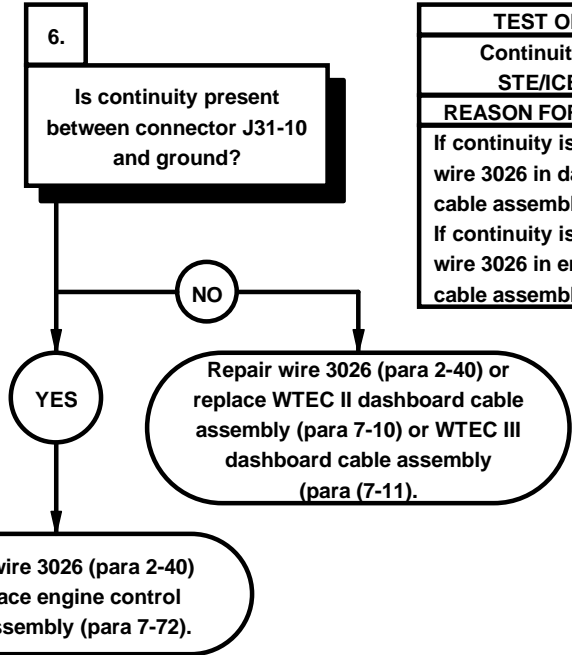 6.
Is continuity present
between connector J31-10
and ground?
TEST
Continuit
STE/ICE
REASON FOR
If continuity is
wire 3026 in
cable assembl
If continuity is
wire 3026 in
cable assembl
NO
YES
Repair wire 3026 (para 2-40) or
replace WTEC II dashboard cable
assembly (para 7-10) or WTEC III
dashboard cable assembly
(para (7-11).
wire 3026 (para 2-40)
ace engine control
ssembly (para 7-72).